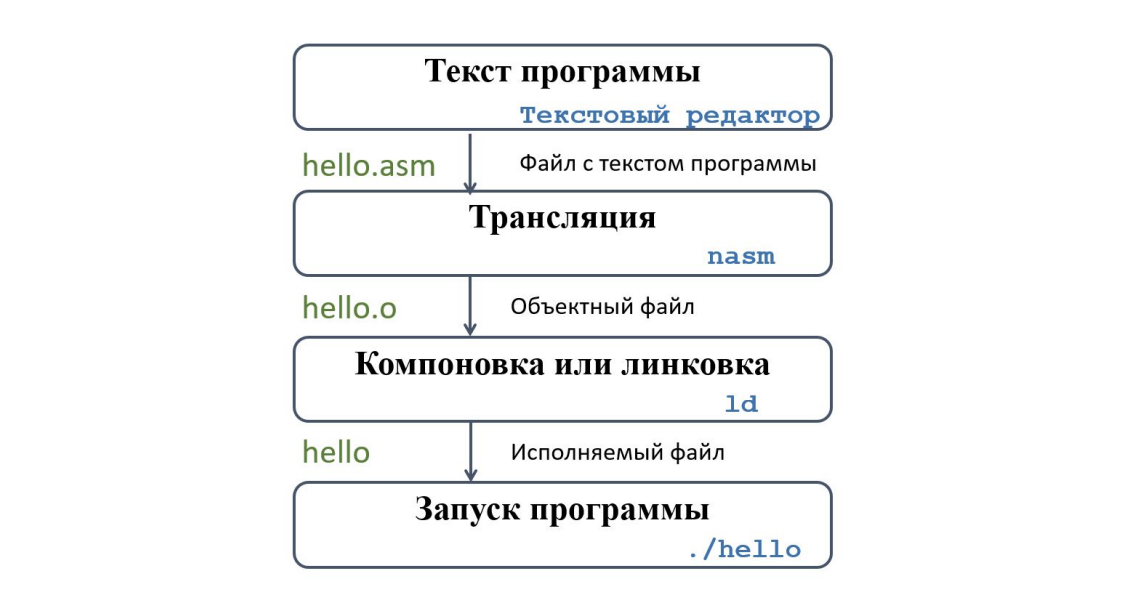 Текст программы
Текстовый редактор
hello.asm
Файл с текстом программы
Трансляция
nasm
hello.o
Объектный файл
Компоновка или линковка
ld
hello
Исполняемый файл
Запуск программы
./hello